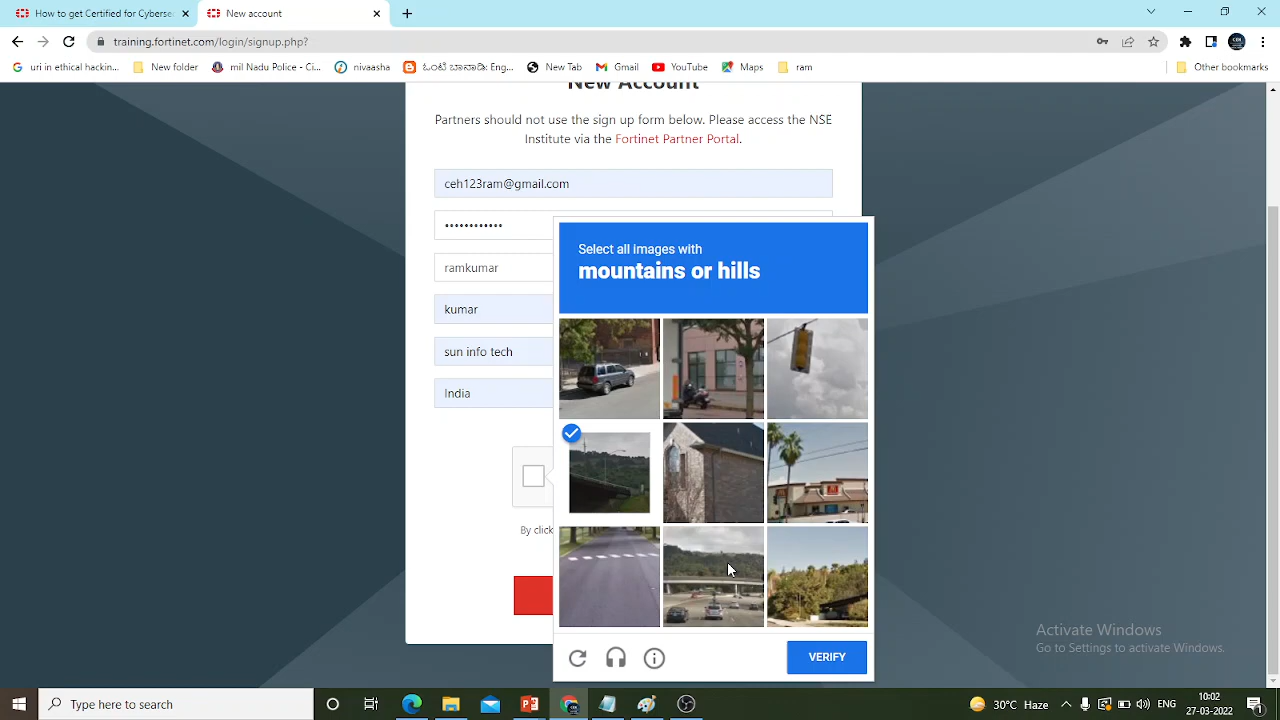 How to get Certified for Cyberse
New account
training.fortinet.com/login/signup.php?
uri in ethical hackin...
New folder
mil Nadu Police - Ci...
nivaasha
New Tab
Gmail
YouTube
Maps
ram
Other bookmarks
New Account
Partners should not use the sign up form below. Please access the NSE
Institute via the Fortinet Partner Portal.
ceh123ram@gmail.com
ramkumar
kumar
sun info tech
India
By click
Select all images with
mountains or hills
VERIFY
Activate Windows
Go to Settings to activate Windows.
Type here to search
30°C Haze
10:02
27-03-2022